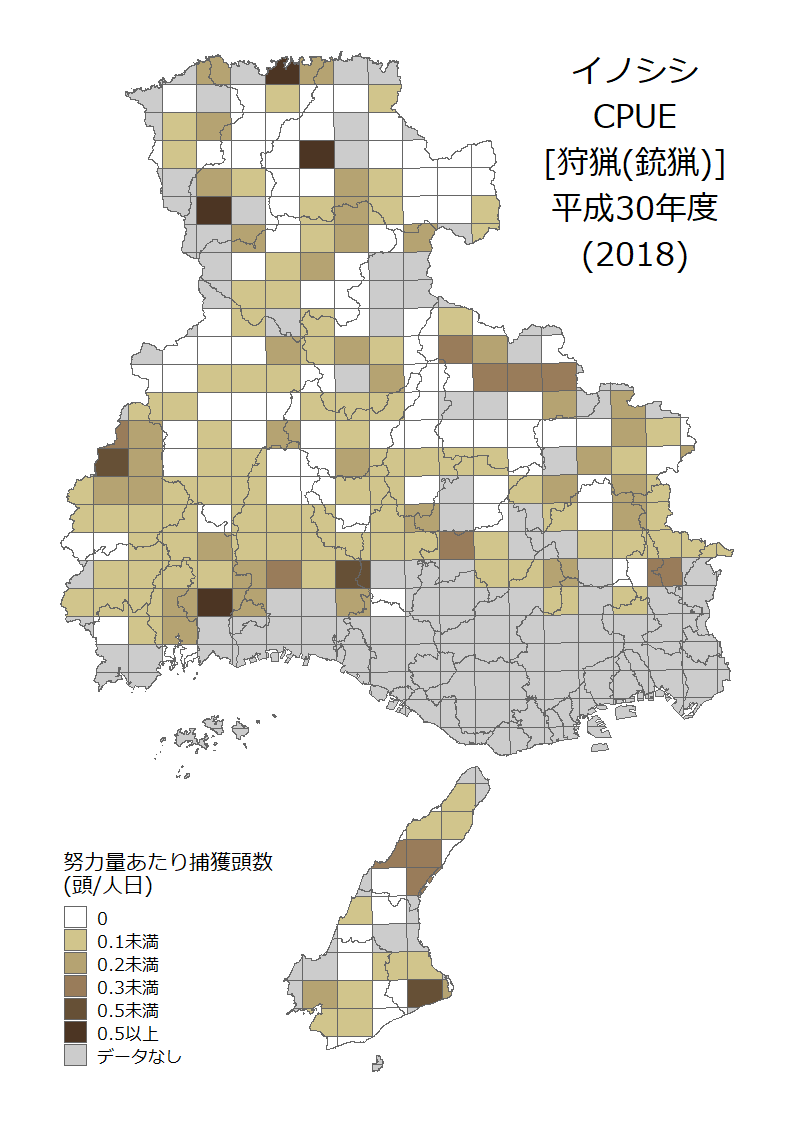 イノシシ
CPUE
[狩猟(銃猟)]
平成30年度
(2018)
努力量あたり捕獲頭数
(頭/人日)
0
0.1未満
0.2未満
0.3未満
0.5未満
0.5以上
データなし